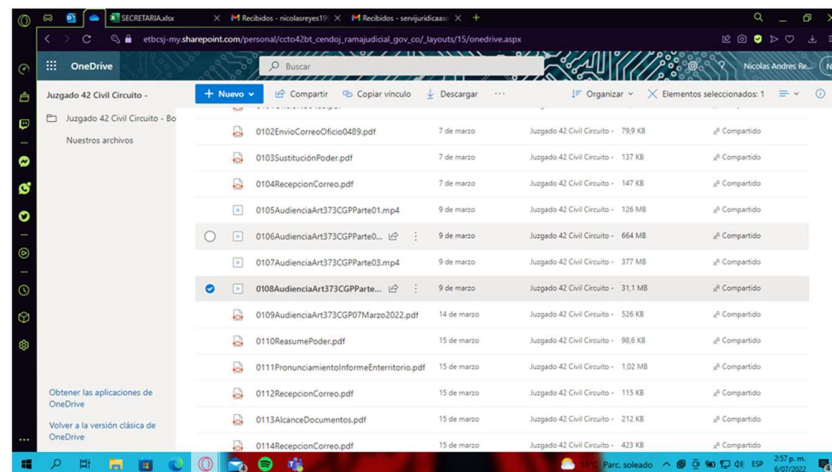 SECRETARIA.xlsx
Recibidos - nicolasreyes19
Recibidos - servijuridicaaso
etbcsj-my.sharepoint.com/personal/ccto42bt_cendoj_ramajudicial_gov_co/_layouts/15/onedrive.aspx
OneDrive
Buscar
Nicolas Andres Re...
Juzgado 42 Civil Circuito -
Nuevo
Compartir
Copiar vínculo
Descargar
Organizar
Elementos seleccionados: 1
Juzgado 42 Civil Circuito - Bo
Nuestros archivos
0102EnvioCorreoOficio0489.pdf 7 de marzo Juzgado 42 Civil Circuito - 79,9 KB Compartido
0103SustituciónPoder.pdf 7 de marzo Juzgado 42 Civil Circuito - 137 KB Compartido
0104RecepcionCorreo.pdf 7 de marzo Juzgado 42 Civil Circuito - 147 KB Compartido
0105AudienciaArt373CGPParte01.mp4 9 de marzo Juzgado 42 Civil Circuito - 126 MB Compartido
0106AudienciaArt373CGPParte0... 9 de marzo Juzgado 42 Civil Circuito - 664 MB Compartido
0107AudienciaArt373CGPParte03.mp4 9 de marzo Juzgado 42 Civil Circuito - 377 MB Compartido
0108AudienciaArt373CGPParte... 9 de marzo Juzgado 42 Civil Circuito - 31,1 MB Compartido
0109AudienciaArt373CGP07Marzo2022.pdf 14 de marzo Juzgado 42 Civil Circuito - 526 KB Compartido
0110ReasumePoder.pdf 15 de marzo Juzgado 42 Civil Circuito - 98,6 KB Compartido
0111PronunciamientoInformeEnterritorio.pdf 15 de marzo Juzgado 42 Civil Circuito - 1,02 MB Compartido
0112RecepcionCorreo.pdf 15 de marzo Juzgado 42 Civil Circuito - 115 KB Compartido
0113AlcanceDocumentos.pdf 15 de marzo Juzgado 42 Civil Circuito - 212 KB Compartido
0114RecepcionCorreo.pdf 15 de marzo Juzgado 42 Civil Circuito - 423 KB Compartido
Obtener las aplicaciones de
OneDrive
Volver a la versión clásica de
OneDrive
Parc. soleado
ESP
2:57 p. m.
6/07/2022